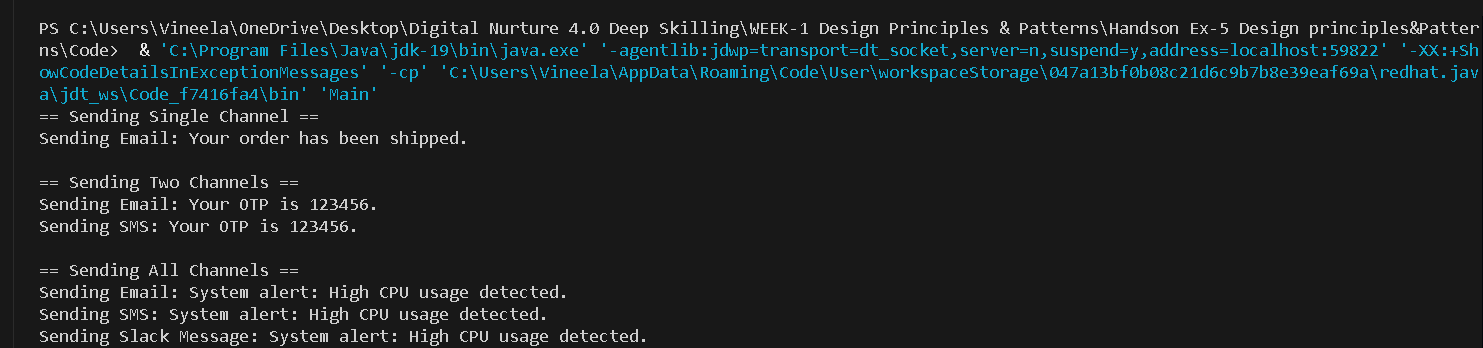 PS C:\Users\Vineela\OneDrive\Desktop\Digital Nurture 4.0 Deep Skilling\WEEK-1 Design Principles & Patterns\Handson Ex-5 Design principles&Patter
ns\Code>  & 'C:\Program Files\Java\jdk-19\bin\java.exe' '-agentlib:jdwp=transport=dt_socket,server=n,suspend=y,address=localhost:59822' '-XX:+Sh
owCodeDetailsInExceptionMessages' '-cp' 'C:\Users\Vineela\AppData\Roaming\Code\User\workspaceStorage\047a13bf0b08c21d6c9b7b8e39eaf69a\redhat.jav
a\jdt_ws\Code_f7416fa4\bin' 'Main'
== Sending Single Channel ==
Sending Email: Your order has been shipped.

== Sending Two Channels ==
Sending Email: Your OTP is 123456.
Sending SMS: Your OTP is 123456.

== Sending All Channels ==
Sending Email: System alert: High CPU usage detected.
Sending SMS: System alert: High CPU usage detected.
Sending Slack Message: System alert: High CPU usage detected.